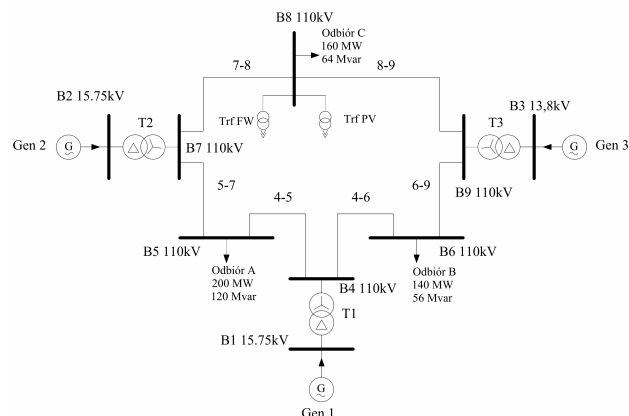 B8 110kV
Odbiór C
160 MW
64 Mvar
7-8
8-9
B2 15.75kV
T2
Trf FW
Trf PV
T3
B3 13,8kV
Gen 2
G
G
Gen 3
B7 110kV
B9 110kV
5-7
4-5
4-6
6-9
B5 110kV
B6 110kV
Odbiór A
200 MW
120 Mvar
B4 110kV
Odbiór B
140 MW
56 Mvar
T1
B1 15.75kV
G
Gen 1